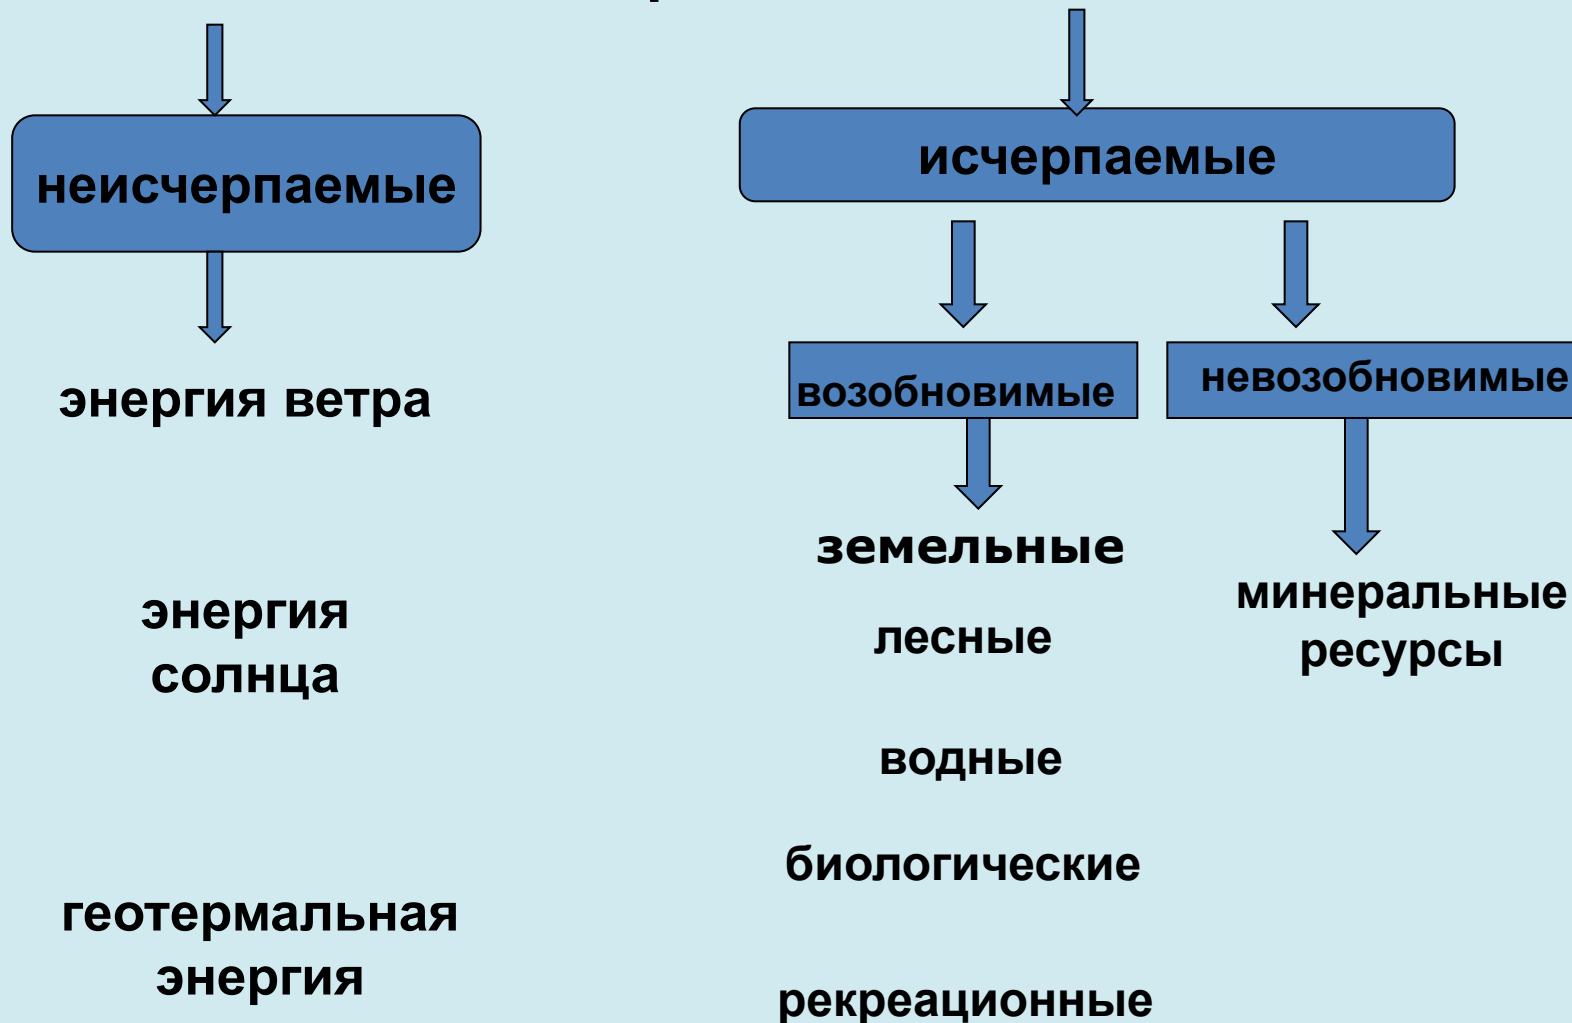 неисчерпаемые
энергия ветра
энергия
солнца
геотермальная
энергия
исчерпаемые
возобновимые
земельные
лесные
водные
биологические
рекреационные
невозобновимые
минеральные
ресурсы